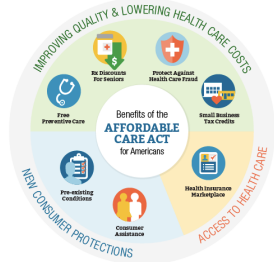 IMPROVING QUALITY & LOWERING HEALTH CARE COSTS
Rx Discounts
For Seniors
Protect Against
Health Care Fraud
Free
Preventive Care
Small Business
Tax Credits
Benefits of the
AFFORDABLE
CARE ACT
for Americans
Pre-existing
Conditions
Consumer
Assistance
Health Insurance
Marketplace
NEW CONSUMER PROTECTIONS
ACCESS TO HEALTH CARE